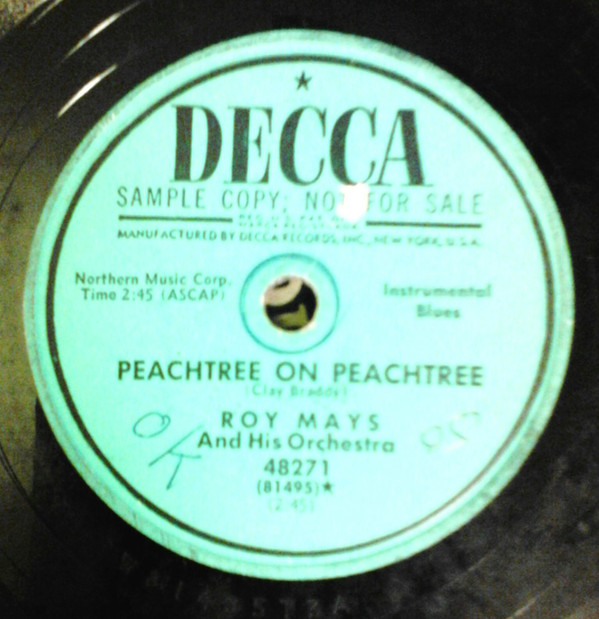 ★
DECCA
SAMPLE COPY; NOT FOR SALE
MANUFACTURED BY DECCA RECORDS, INC., NEW YORK, U.S.A.
Northern Music Corp.
Time 2:45 (ASCAP)
Instrumental
Blues
PEACHTREE ON PEACHTREE
(Clay Braddy)
ROY MAYS
And His Orchestra
OK
48271
(81495)★
(2:45)